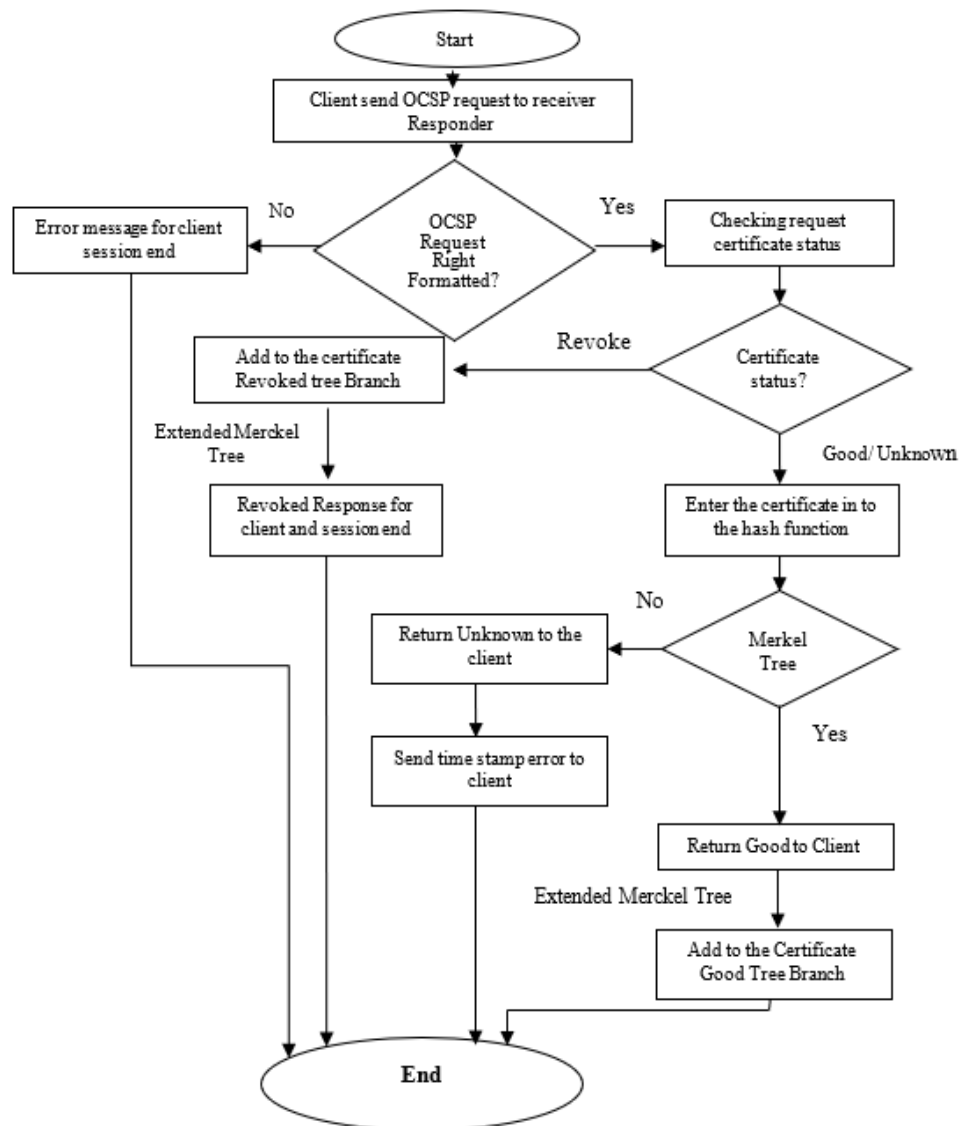 Start
Client send OCSP request to receiver
Responder
No
OCSP
Request
Right
Formatted?
Yes
Error message for client
session end
Checking request
certificate status
Add to the certificate
Revoked tree Branch
Revoke
Certificate
status?
Extended Merckel
Tree
Good/ Unknown
Revoked Response for
client and session end
Enter the certificate in to
the hash function
No
Return Unknown to the
client
Merkel
Tree
Yes
Send time stamp error to
client
Return Good to Client
Extended Merckel Tree
Add to the Certificate
Good Tree Branch
End